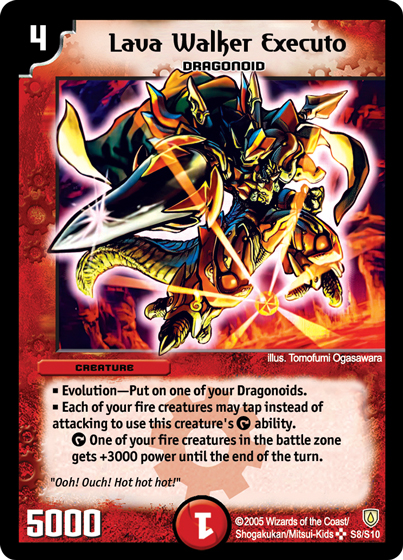 4
Lava Walker Executo
DRAGONOID
illus. Tomofumi Ogasawara
CREATURE
▪ Evolution—Put on one of your Dragonoids.
▪ Each of your fire creatures may tap instead of
attacking to use this creature's ability.
One of your fire creatures in the battle zone
gets +3000 power until the end of the turn.
"Ooh! Ouch! Hot hot hot!"
5000
1
©2005 Wizards of the Coast/
Shogakukan/Mitsui-Kids S8/S10